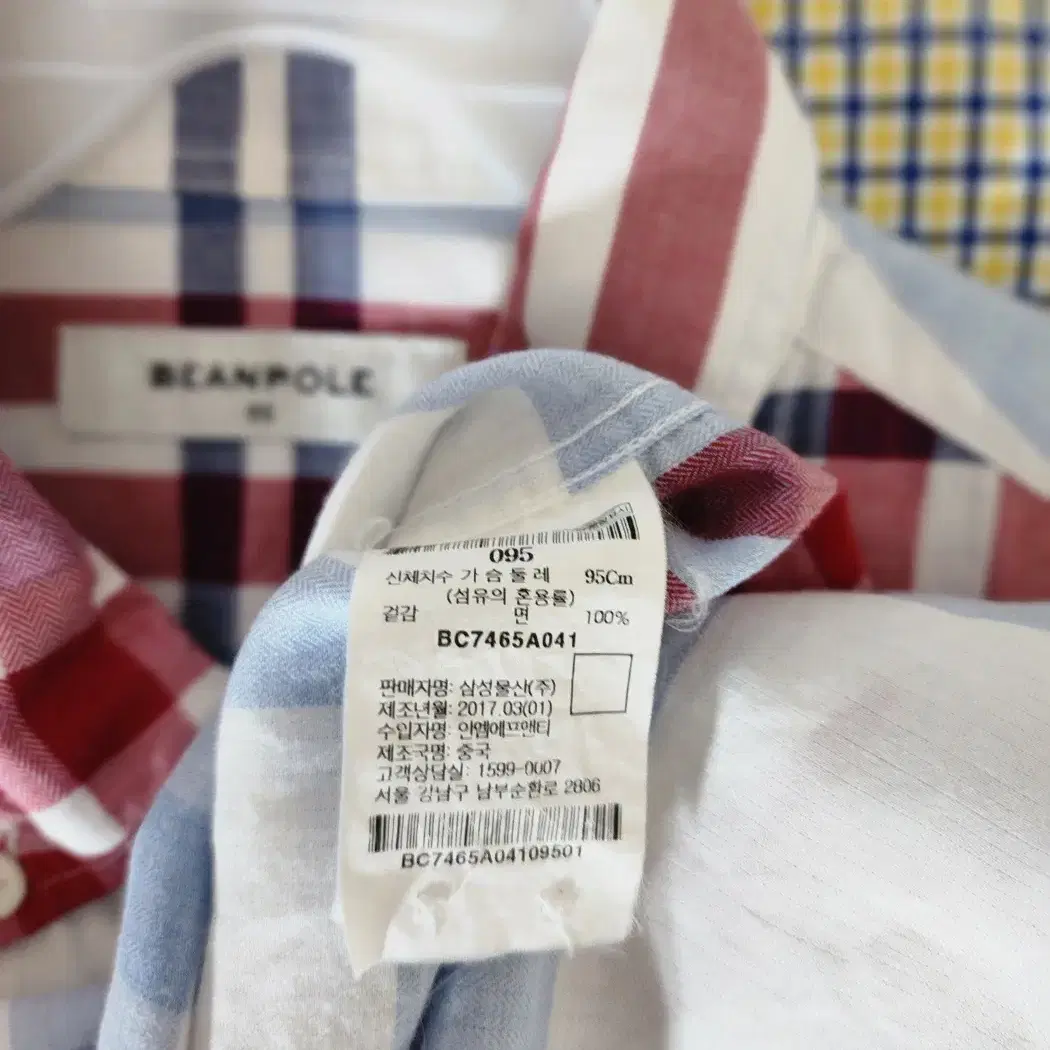 BEANPOLE
095
신체치수 가슴둘레 95Cm
(섬유의 혼용률)
겉감 면 100%
BC7465A041
판매자명: 삼성물산(주)
제조년월: 2017.03(01)
수입자명: 안엠에프앤티
제조국명: 중국
고객상담실: 1599-0007
서울 강남구 남부순환로 2806
BC7465A04109501